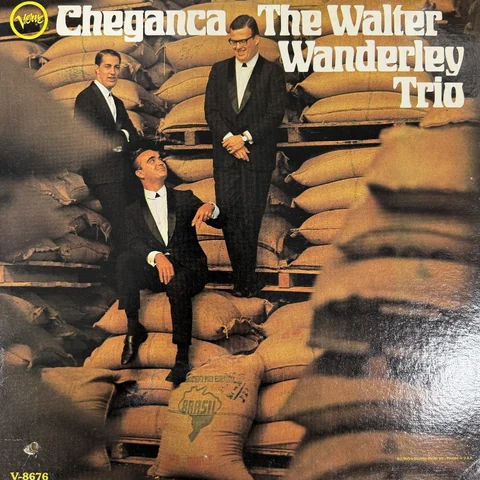 verve
Cheganca The Walter
Wanderley
Trio
BRASIL
V-8676